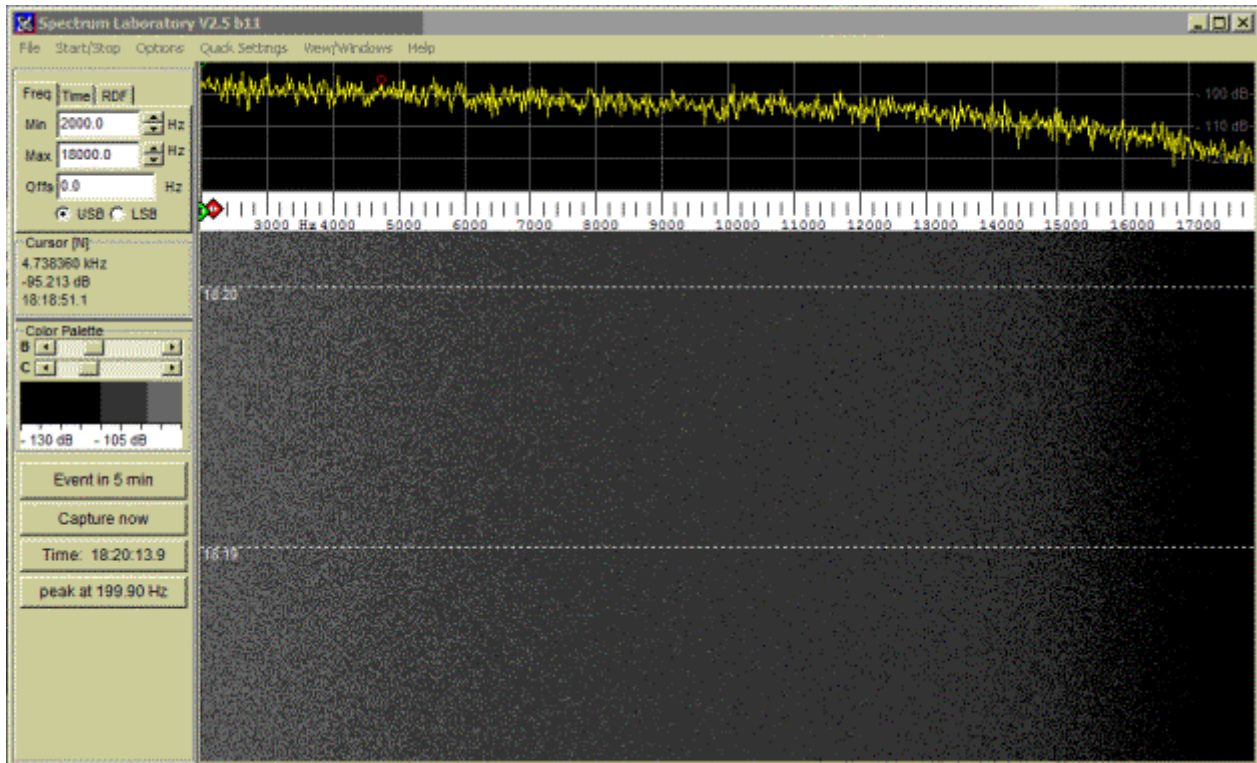 Spectrum Laboratory V2.5 b11
File Start/Stop Options Quick Settings View/Windows Help
Freq Time RDF
Min 2000.0 Hz
Max 18000.0 Hz
Offs 0.0 Hz
USB LSB
Cursor [N]
4.738360 kHz
-95.213 dB
18:18:51.1
Color Palette
B
C
- 130 dB - 105 dB
Event in 5 min
Capture now
Time: 18:20:13.9
peak at 199.90 Hz
- 100 dB-
- 110 dB-
3000 Hz 4000 5000 6000 7000 8000 9000 10000 11000 12000 13000 14000 15000 16000 17000
18:20
18:19